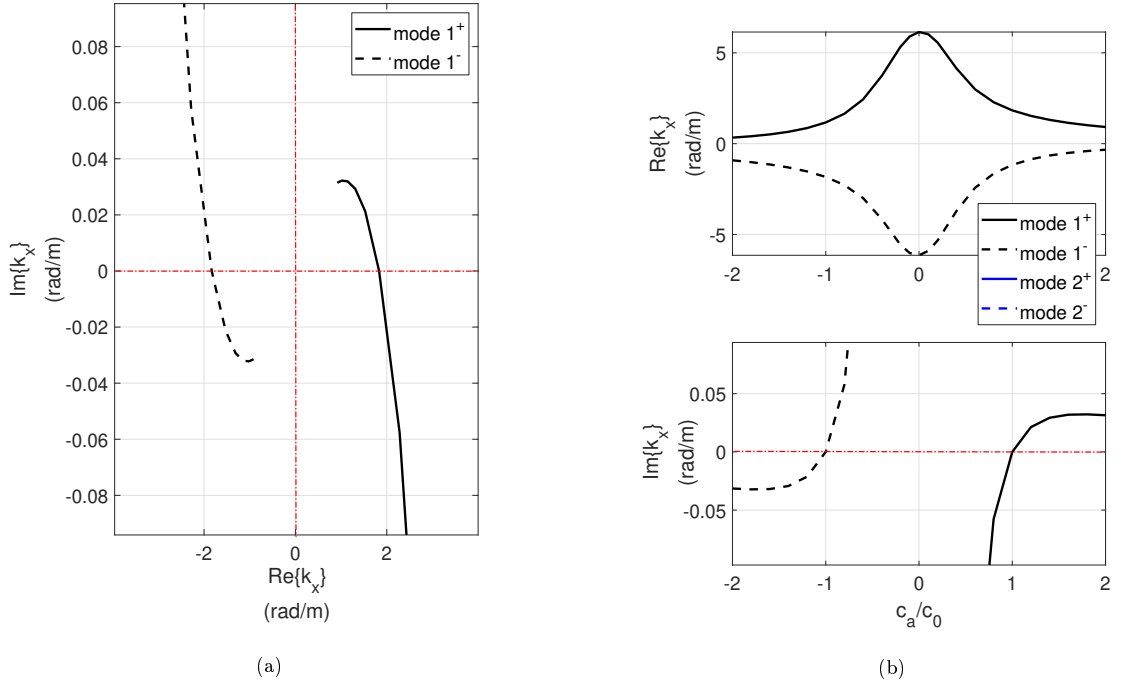 mode 1+
mode 1-
0.08
0.06
0.04
0.02
0
-0.02
-0.04
-0.06
-0.08
Im{k_x}
(rad/m)
-2
0
2
Re{k_x}
(rad/m)
(a)
5
0
-5
Re{k_x}
(rad/m)
-2
-1
0
1
2
mode 1+
mode 1-
mode 2+
mode 2-
0.05
0
-0.05
Im{k_x}
(rad/m)
-2
-1
0
1
2
c_a/c_0
(b)